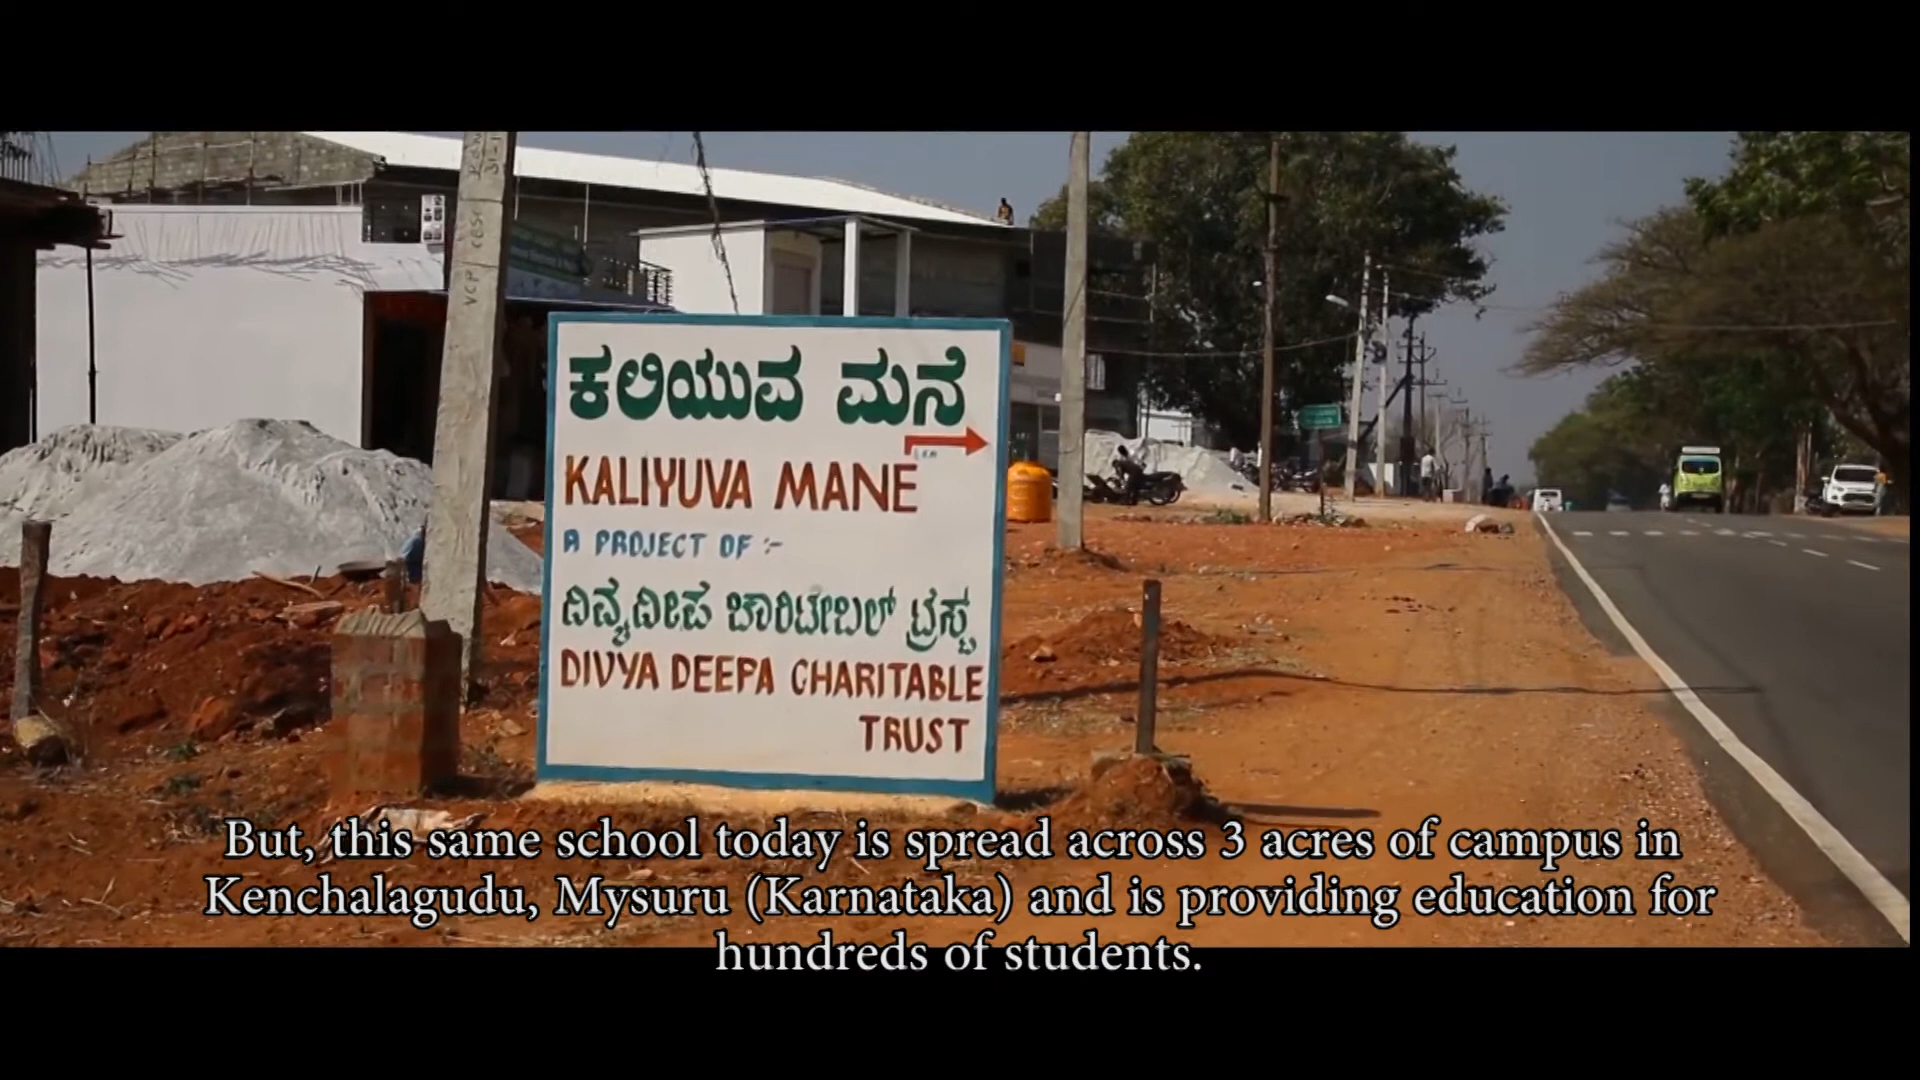 ಕಲಿಯುವ ಮನೆ
KALIYUVA MANE
A PROJECT OF :-
ದಿವ್ಯದೀಪ ಚಾರಿಟೇಬಲ್ ಟ್ರಸ್ಟ
DIVYA DEEPA CHARITABLE
TRUST
But, this same school today is spread across 3 acres of campus in
Kenchalagudu, Mysuru (Karnataka) and is providing education for
hundreds of students.